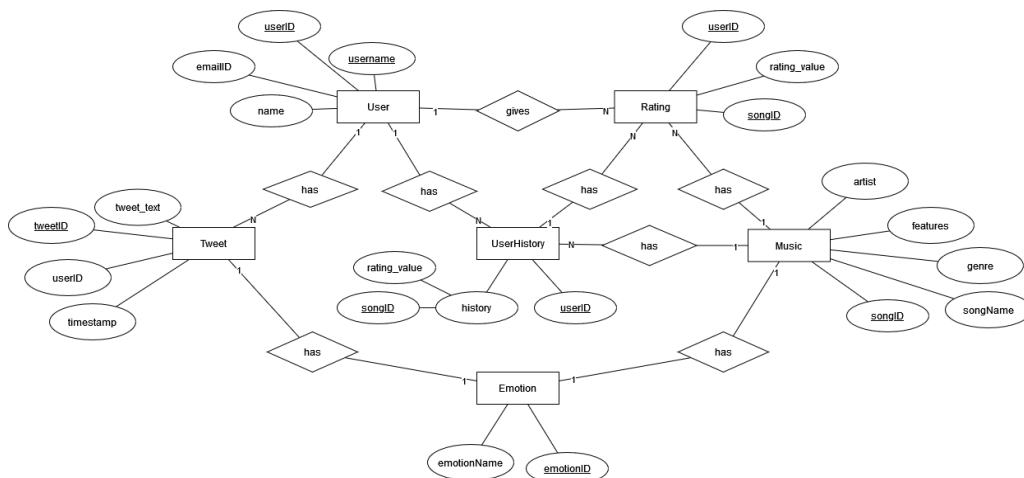 userID
userID
username
emailID
rating_value
name
User
1
gives
N
Rating
songID
1
1
N
N
has
has
has
has
artist
tweet_text
tweetID
N
N
1
1
features
Tweet
UserHistory
N
has
1
Music
genre
userID
1
rating_value
1
songID
history
userID
songID
songName
timestamp
has
has
1
Emotion
1
emotionName
emotionID